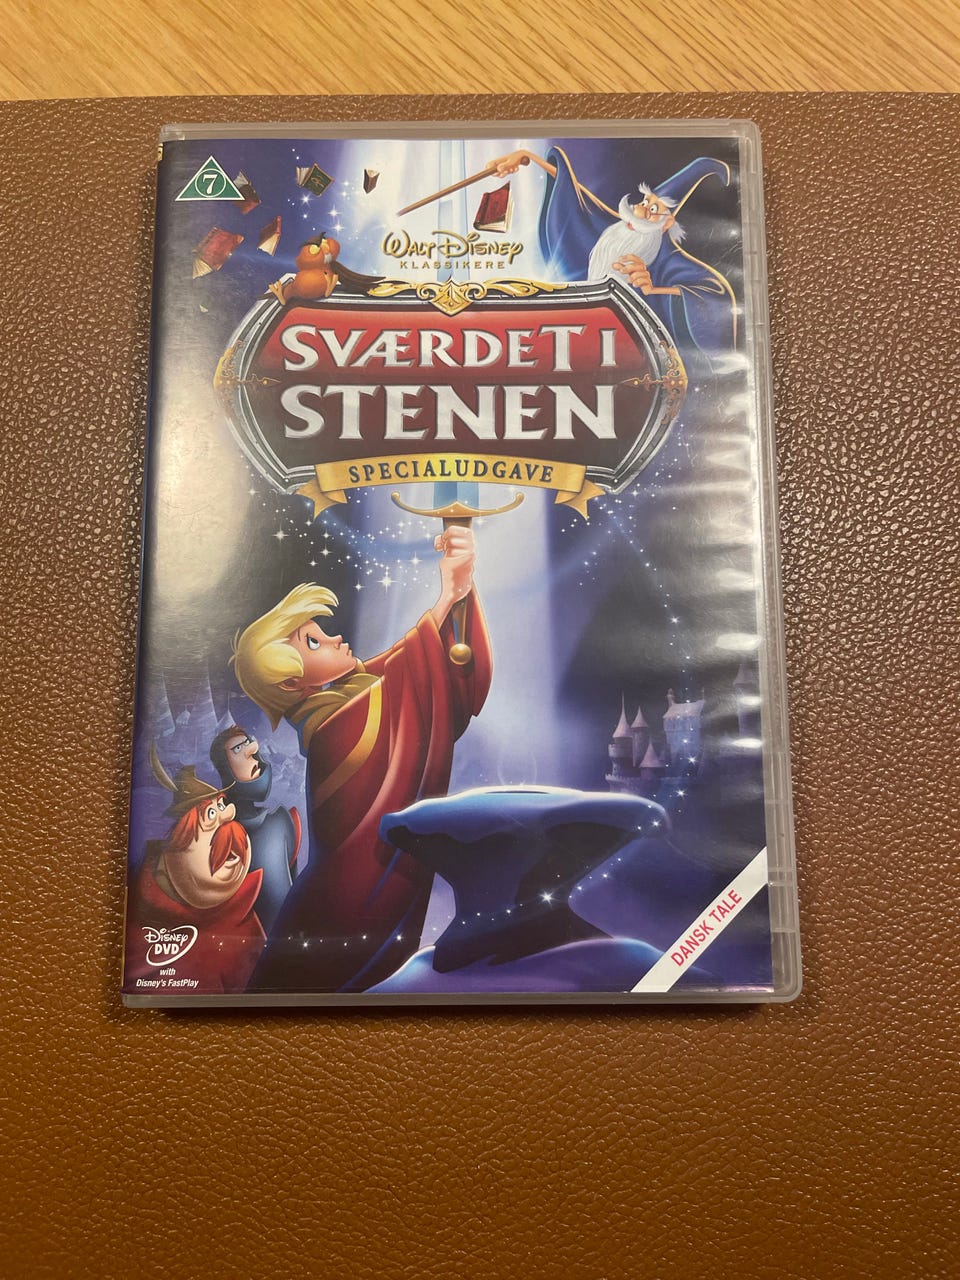 7
WALT DISNEY
KLASSIKERE
SVÆRDET I
STENEN
SPECIALUDGAVE
DANSK TALE
DISNEY
DVD
with
Disney's FastPlay